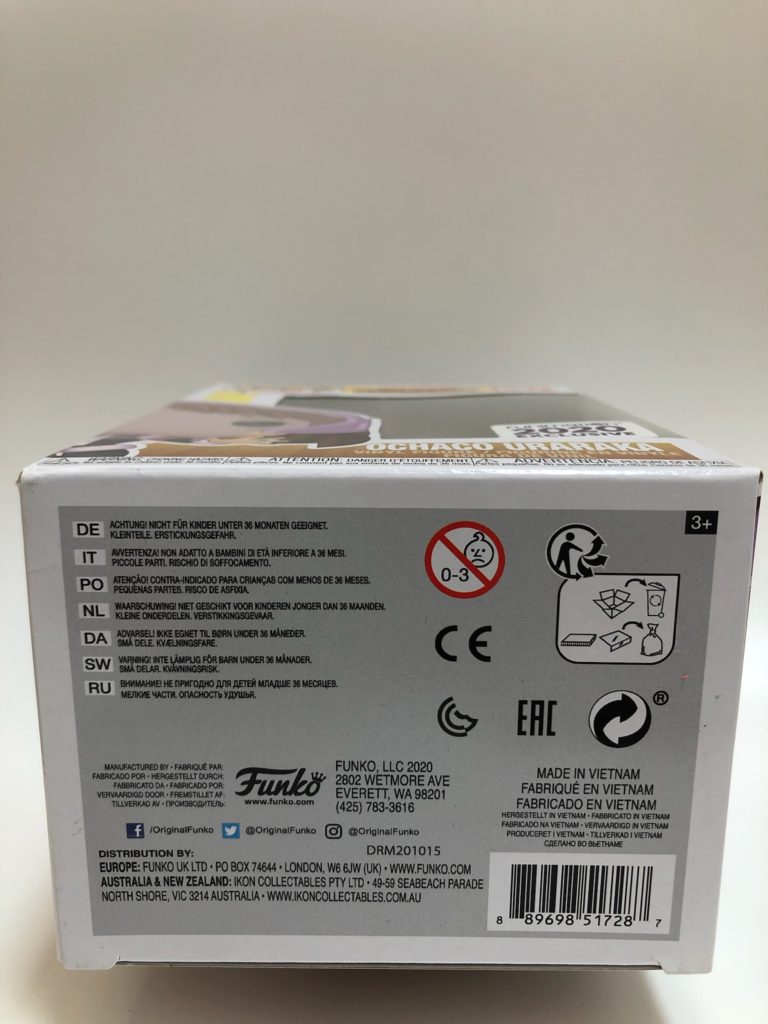 2020
OCHACO URARAKA
WARNING: CHOKING HAZARD
ATTENTION: DANGER D'ÉTOUFFEMENT
ADVERTENCIA: PELIGRO DE ASFIXIA
3+
DE ACHTUNG! NICHT FÜR KINDER UNTER 36 MONATEN GEEIGNET.
KLEINTEILE. ERSTICKUNGSGEFAHR.
IT AVVERTENZA! NON ADATTO A BAMBINI DI ETÀ INFERIORE A 36 MESI.
PICCOLE PARTI. RISCHIO DI SOFFOCAMENTO.
PO ATENÇÃO! CONTRA-INDICADO PARA CRIANÇAS COM MENOS DE 36 MESES.
PEQUENAS PARTES. RISCO DE ASFIXIA.
NL WAARSCHUWING! NIET GESCHIKT VOOR KINDEREN JONGER DAN 36 MAANDEN.
KLEINE ONDERDELEN. VERSTIKKINGSGEVAAR.
DA ADVARSEL! IKKE EGNET TIL BØRN UNDER 36 MÅNEDER.
SMÅ DELE. KVÆLNINGSFARE.
SW VARNING! INTE LÄMPLIG FÖR BARN UNDER 36 MÅNADER.
SMÅ DELAR. KVÄVNINGSRISK.
RU ВНИМАНИЕ! НЕ ПРИГОДНО ДЛЯ ДЕТЕЙ МЛАДШЕ 36 МЕСЯЦЕВ.
МЕЛКИЕ ЧАСТИ. ОПАСНОСТЬ УДУШЬЯ.
0-3
CE
EAC
®
MANUFACTURED BY • FABRIQUÉ PAR:
FABRICADO POR • HERGESTELLT DURCH:
FABBRICATO DA • FABRICADO POR:
VERVAARDIGD DOOR • FREMSTILLET AF:
TILLVERKAD AV • ПРОИЗВОДИТЕЛЬ:
Funko
www.funko.com
FUNKO, LLC 2020
2802 WETMORE AVE
EVERETT, WA 98201
(425) 783-3616
/OriginalFunko @OriginalFunko @OriginalFunko
DRM201015
DISTRIBUTION BY:
EUROPE: FUNKO UK LTD • PO BOX 74644 • LONDON, W6 6JW (UK) • WWW.FUNKO.COM
AUSTRALIA & NEW ZEALAND: IKON COLLECTABLES PTY LTD • 49-59 SEABEACH PARADE
NORTH SHORE, VIC 3214 AUSTRALIA • WWW.IKONCOLLECTABLES.COM.AU
MADE IN VIETNAM
FABRIQUÉ EN VIETNAM
FABRICADO EN VIETNAM
HERGESTELLT IN VIETNAM • FABBRICATO IN VIETNAM
FABRICADO NA VIETNAM • VERVAARDIGD IN VIETNAM
PRODUCERET I VIETNAM • TILLVERKAD I VIETNAM
СДЕЛАНО ВО ВЬЕТНАМЕ
8 89698 51728 7